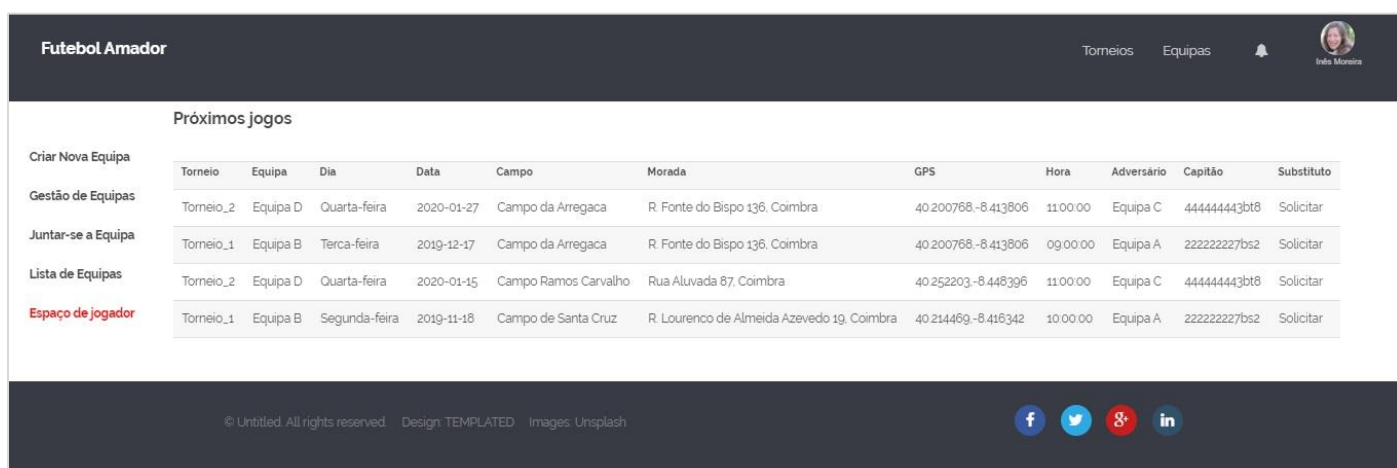 Futebol Amador
Torneios Equipas
Inês Moreira
Próximos jogos
Criar Nova Equipa
Gestão de Equipas
Juntar-se a Equipa
Lista de Equipas
Espaço de jogador
Torneio Equipa Dia Data Campo Morada GPS Hora Adversário Capitão Substituto
Torneio_2 Equipa D Quarta-feira 2020-01-27 Campo da Arregaca R. Fonte do Bispo 136, Coimbra 40.200768,-8.413806 11:00:00 Equipa C 444444443bt8 Solicitar
Torneio_1 Equipa B Terca-feira 2019-12-17 Campo da Arregaca R. Fonte do Bispo 136, Coimbra 40.200768,-8.413806 09:00:00 Equipa A 222222227bs2 Solicitar
Torneio_2 Equipa D Quarta-feira 2020-01-15 Campo Ramos Carvalho Rua Aluvada 87, Coimbra 40.252203,-8.448396 11:00:00 Equipa C 444444443bt8 Solicitar
Torneio_1 Equipa B Segunda-feira 2019-11-18 Campo de Santa Cruz R. Lourenco de Almeida Azevedo 19, Coimbra 40.214469,-8.416342 10:00:00 Equipa A 222222227bs2 Solicitar
© Untitled. All rights reserved. Design: TEMPLATED Images: Unsplash
f 8+ in